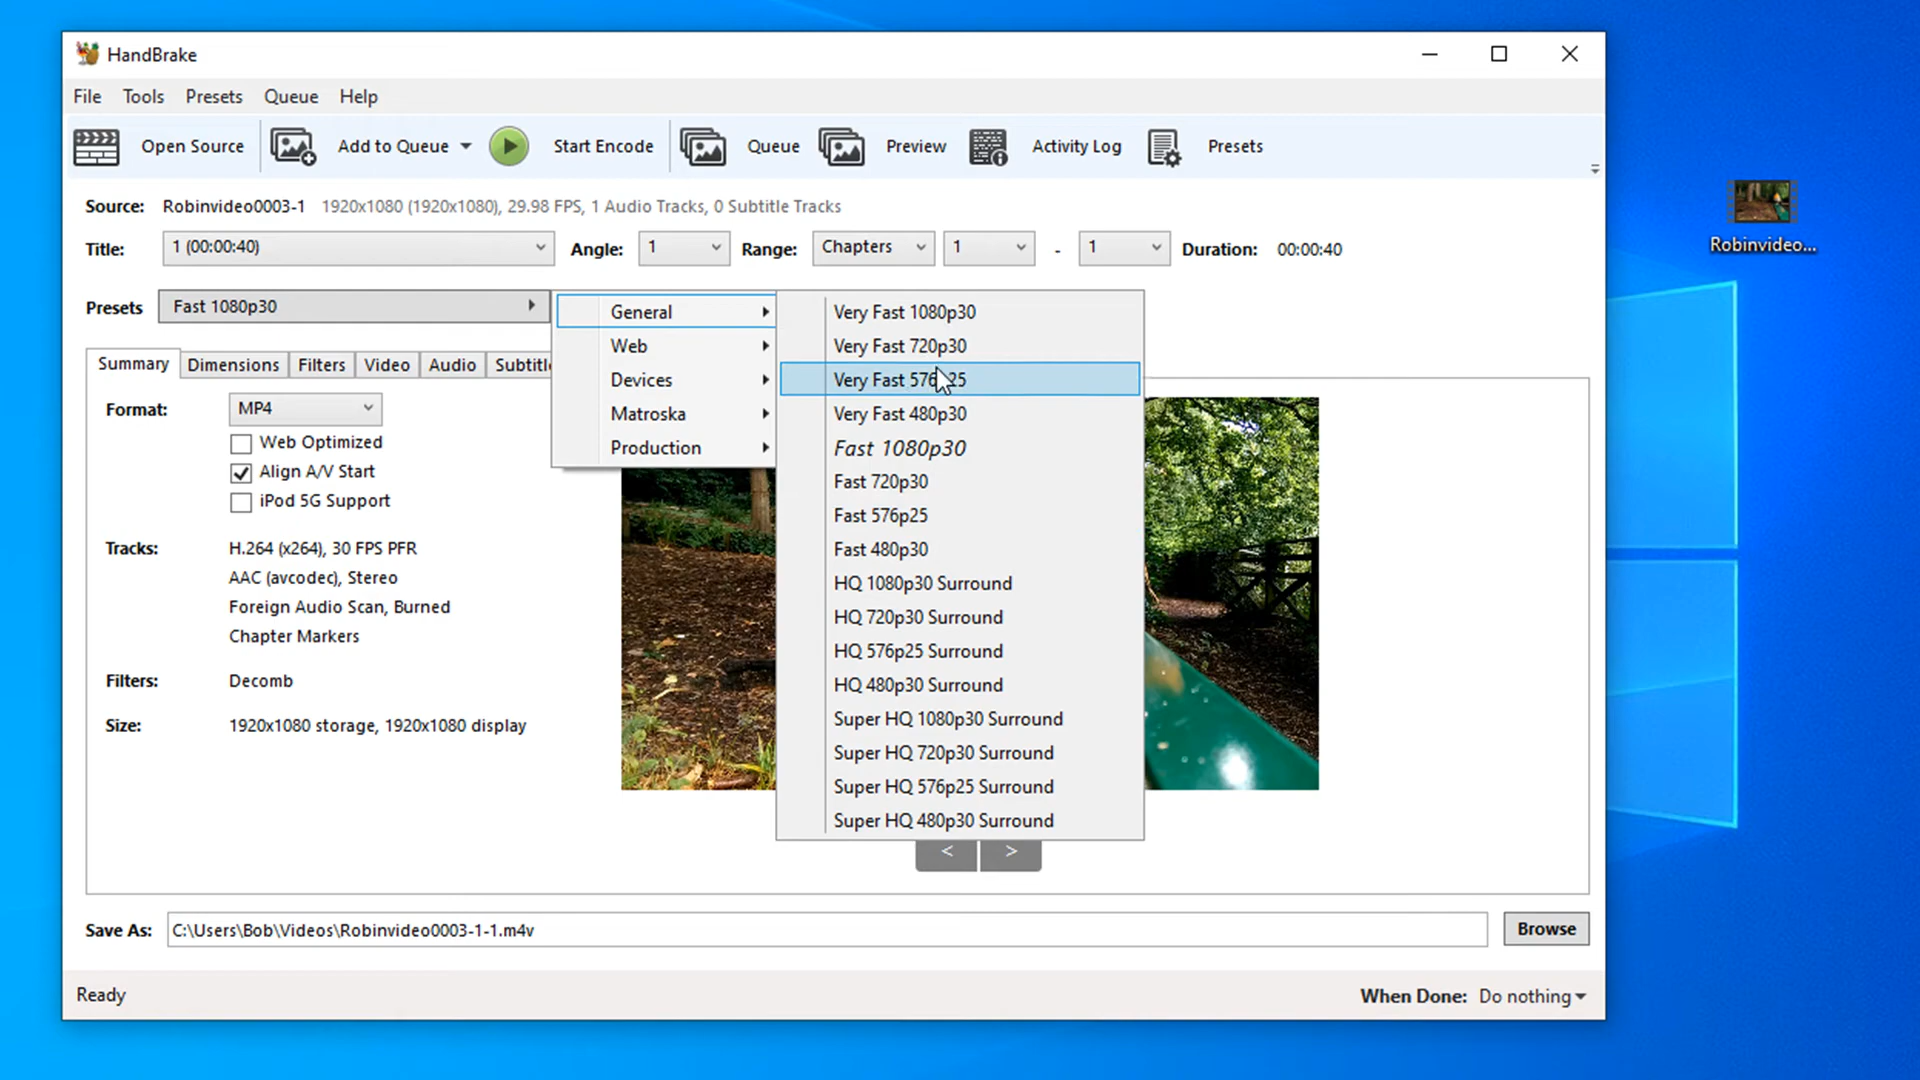 HandBrake
File Tools Presets Queue Help
Open Source Add to Queue Start Encode Queue Preview Activity Log Presets
Source: Robinvideo0003-1 1920x1080 (1920x1080), 29.98 FPS, 1 Audio Tracks, 0 Subtitle Tracks
Title: 1 (00:00:40) Angle: 1 Range: Chapters 1 - 1 Duration: 00:00:40
Presets Fast 1080p30
General
Web
Devices
Matroska
Production
Very Fast 1080p30
Very Fast 720p30
Very Fast 576p25
Very Fast 480p30
Fast 1080p30
Fast 720p30
Fast 576p25
Fast 480p30
HQ 1080p30 Surround
HQ 720p30 Surround
HQ 576p25 Surround
HQ 480p30 Surround
Super HQ 1080p30 Surround
Super HQ 720p30 Surround
Super HQ 576p25 Surround
Super HQ 480p30 Surround
Summary Dimensions Filters Video Audio Subtitl
Format: MP4
Web Optimized
Align A/V Start
iPod 5G Support
Tracks: H.264 (x264), 30 FPS PFR
AAC (avcodec), Stereo
Foreign Audio Scan, Burned
Chapter Markers
Filters: Decomb
Size: 1920x1080 storage, 1920x1080 display
< >
Save As: C:\Users\Bob\Videos\Robinvideo0003-1-1.m4v Browse
Ready When Done: Do nothing
Robinvideo...